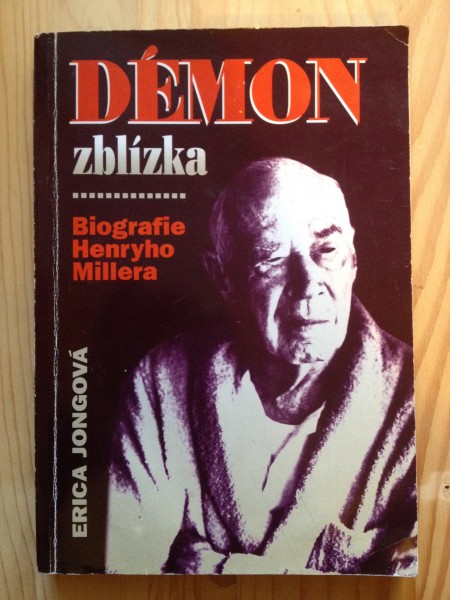 DÉMON
zblízka
Biografie
Henryho
Millera
ERICA JONGOVÁ